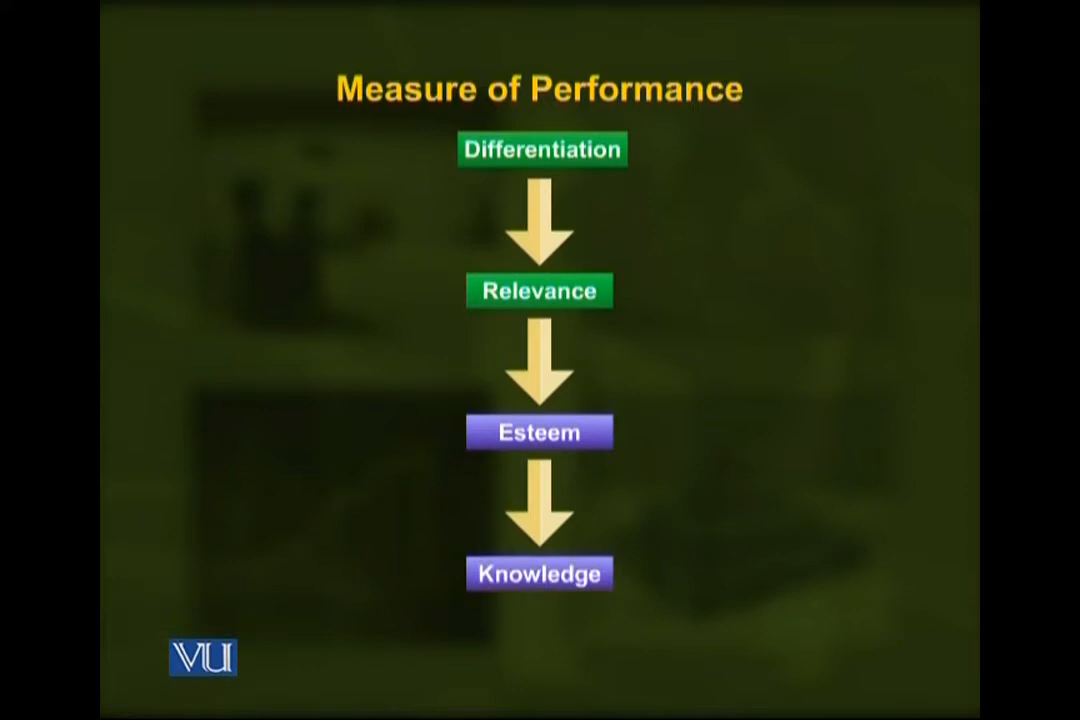 Measure of Performance
Differentiation
Relevance
Esteem
Knowledge
VU